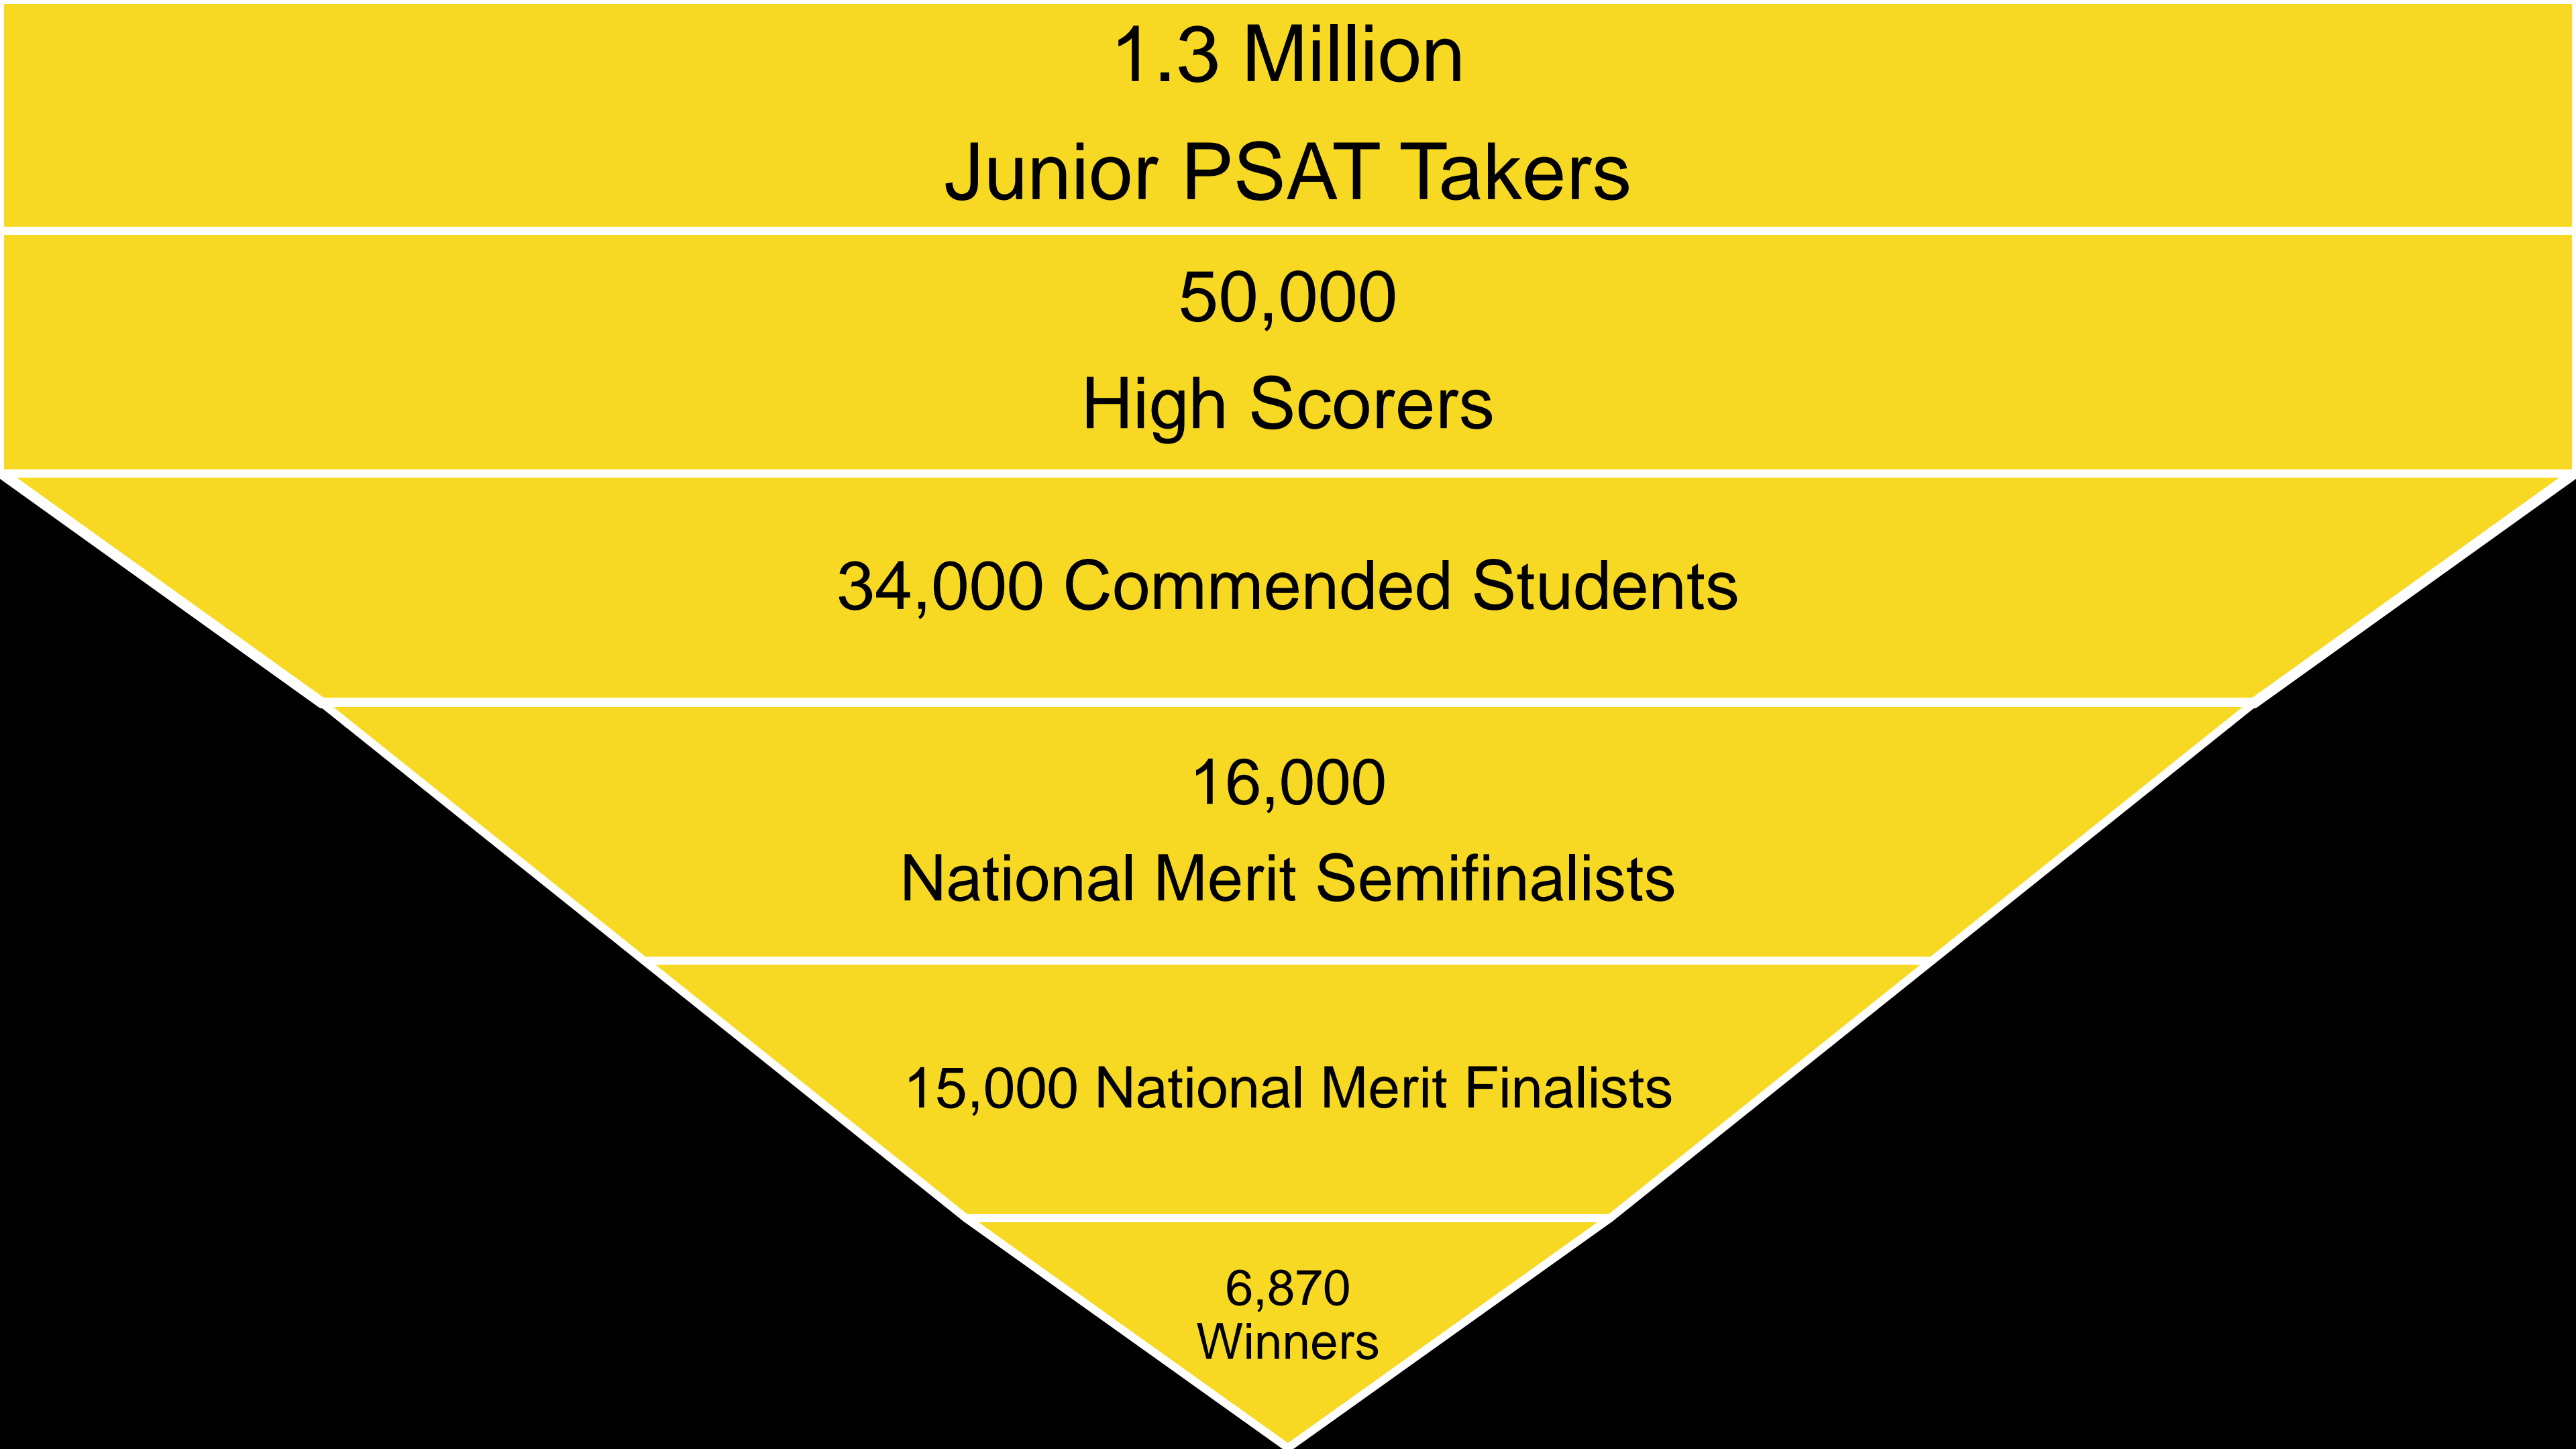 1.3 Million
Junior PSAT Takers
50,000
High Scorers
34,000 Commended Students
16,000
National Merit Semifinalists
15,000 National Merit Finalists
6,870
Winners